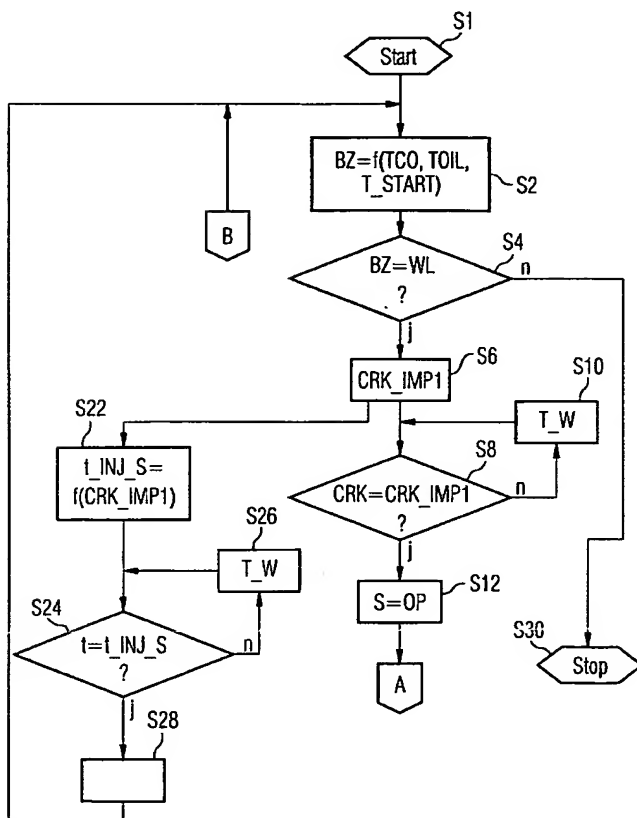 S1
Start
BZ=f(TCO, TOIL,
T_START)
S2
B
S4
BZ=WL
?
n
j
S6
CRK_IMP1
S10
T_W
S22
t_INJ_S=
f(CRK_IMP1)
S8
CRK=CRK_IMP1
?
n
j
S26
T_W
S12
S=OP
S24
t=t_INJ_S
?
n
j
A
S30
Stop
S28